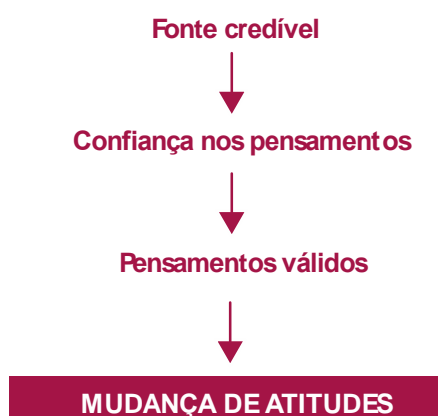 Fonte credível
Confiança nos pensamentos
Pensamentos válidos
MUDANÇA DE ATITUDES